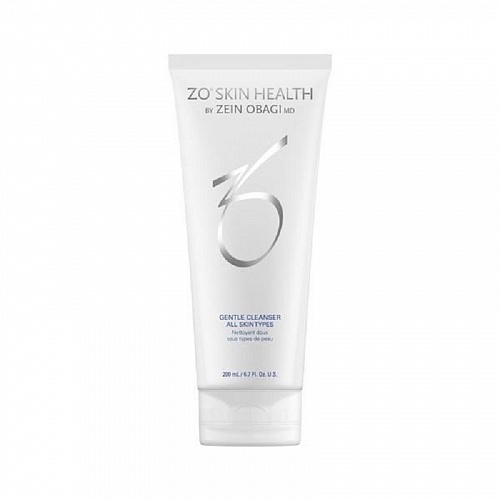 ZO® SKIN HEALTH
BY ZEIN OBAGI MD
ZO
GENTLE CLEANSER
ALL SKIN TYPES
Nettoyant doux
tous types de peau
200 mL / 6.7 Fl. Oz. U.S.